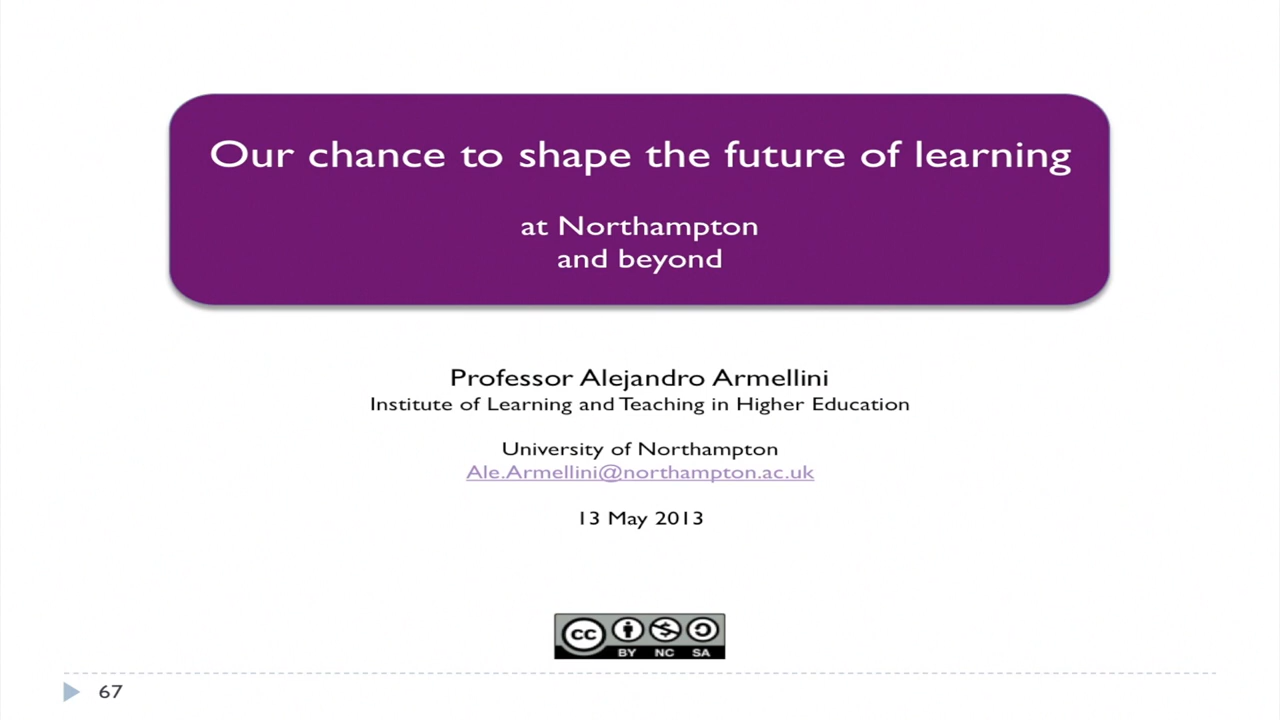 Our chance to shape the future of learning
at Northampton
and beyond
Professor Alejandro Armellini
Institute of Learning and Teaching in Higher Education
University of Northampton
Ale.Armellini@northampton.ac.uk
13 May 2013
cc
BY NC SA
67